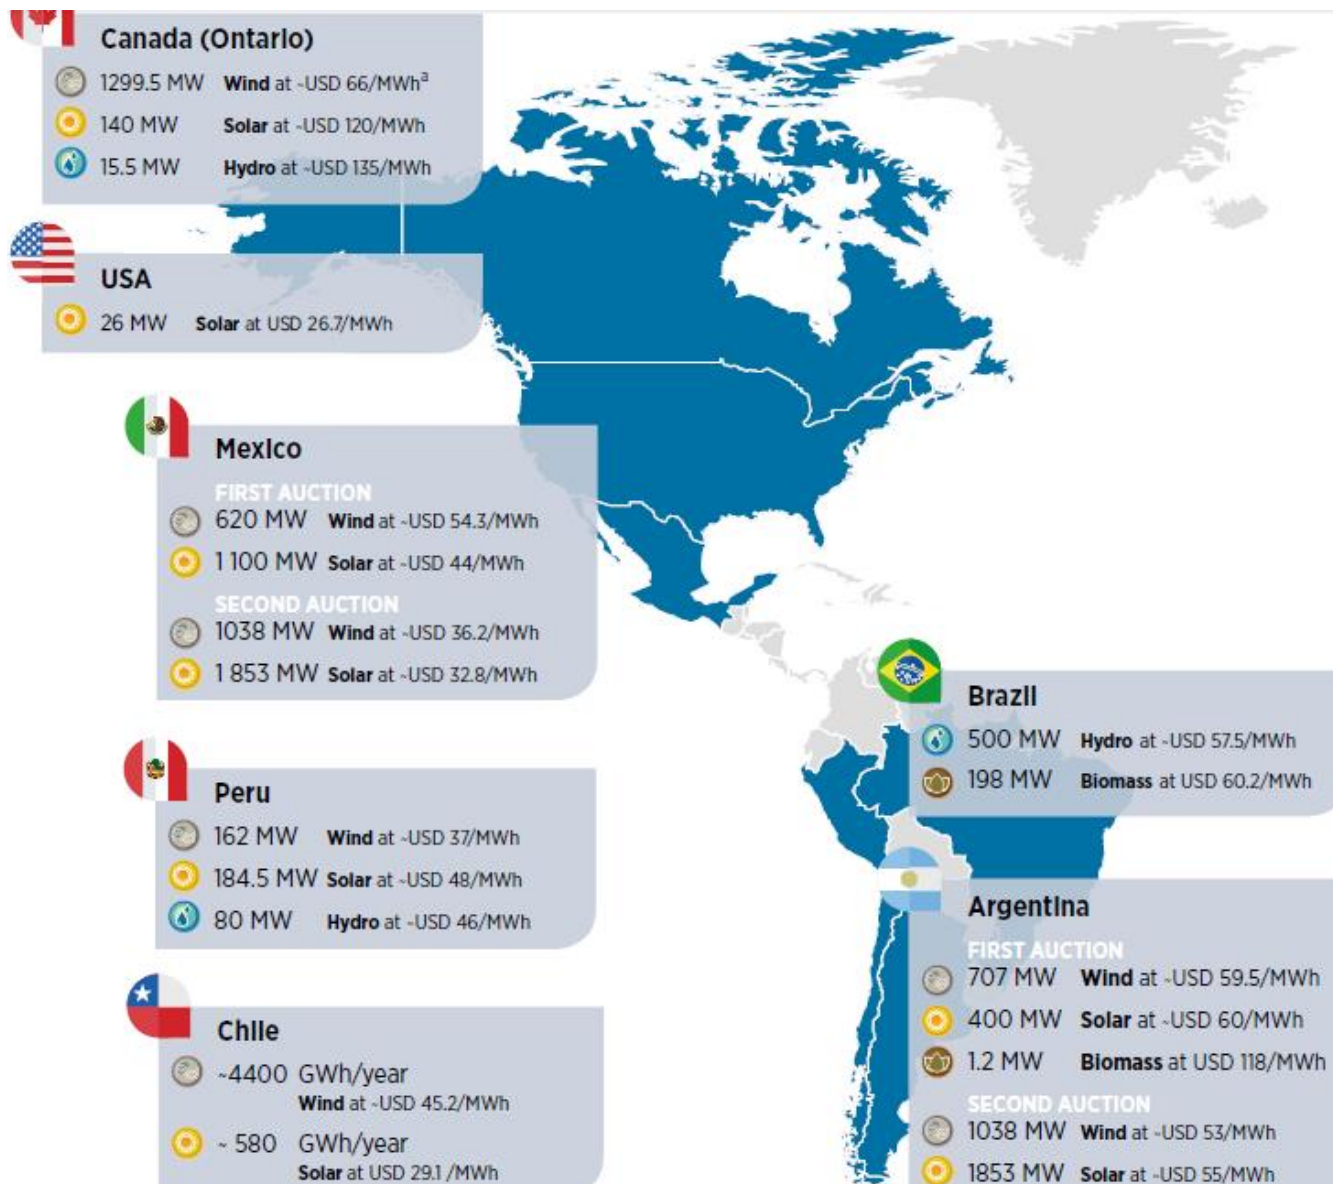 Canada (Ontario)
1299.5 MW Wind at ~USD 66/MWhᵃ
140 MW Solar at ~USD 120/MWh
15.5 MW Hydro at ~USD 135/MWh
USA
26 MW Solar at USD 26.7/MWh
Mexico
FIRST AUCTION
620 MW Wind at ~USD 54.3/MWh
1 100 MW Solar at ~USD 44/MWh
SECOND AUCTION
1038 MW Wind at ~USD 36.2/MWh
1 853 MW Solar at ~USD 32.8/MWh
Peru
162 MW Wind at ~USD 37/MWh
184.5 MW Solar at ~USD 48/MWh
80 MW Hydro at ~USD 46/MWh
Chile
~4400 GWh/year
Wind at ~USD 45.2/MWh
~ 580 GWh/year
Solar at USD 29.1 /MWh
Brazil
500 MW Hydro at ~USD 57.5/MWh
198 MW Biomass at USD 60.2/MWh
Argentina
FIRST AUCTION
707 MW Wind at ~USD 59.5/MWh
400 MW Solar at ~USD 60/MWh
1.2 MW Biomass at USD 118/MWh
SECOND AUCTION
1038 MW Wind at ~USD 53/MWh
1853 MW Solar at ~USD 55/MWh